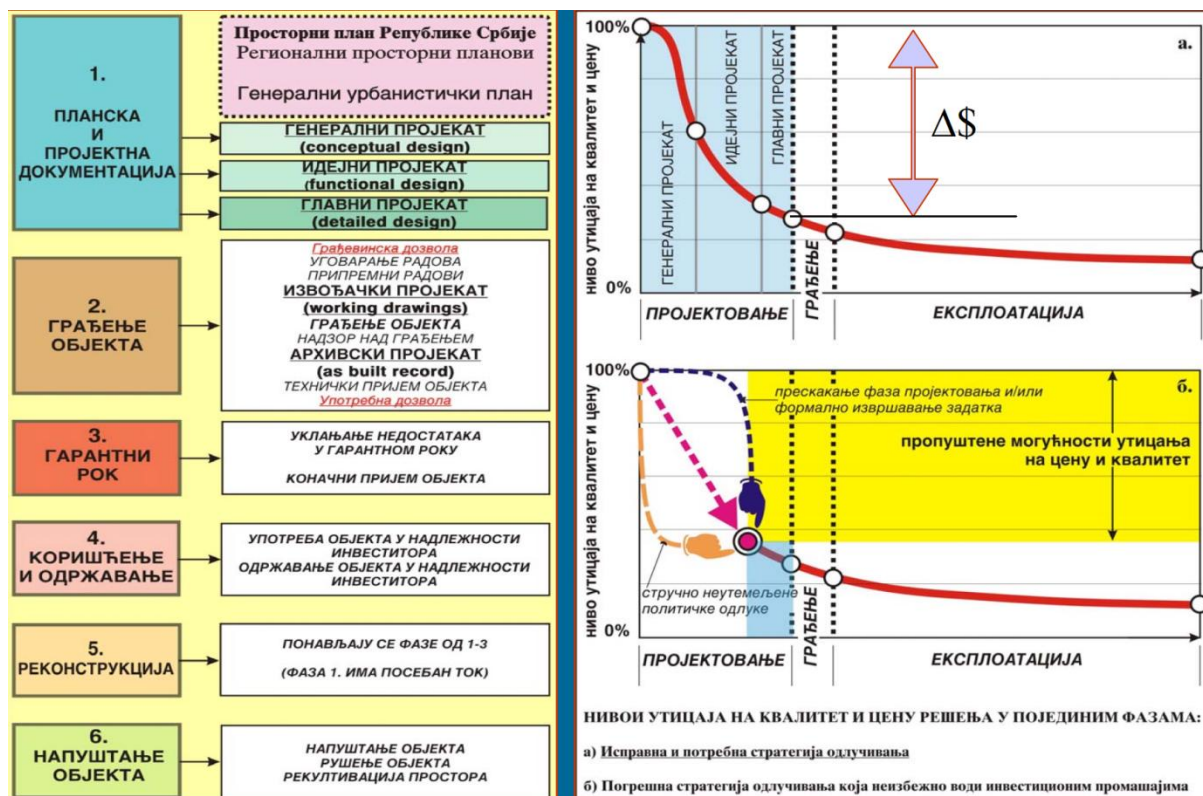 1.
ПЛАНСКА
И
ПРОЈЕКТНА
ДОКУМЕНТАЦИЈА
Просторни план Републике Србије
Регионални просторни планови
Генерални урбанистички план
ГЕНЕРАЛНИ ПРОЈЕКАТ
(conceptual design)
ИДЕЈНИ ПРОЈЕКАТ
(functional design)
ГЛАВНИ ПРОЈЕКАТ
(detailed design)
2.
ГРАЂЕЊЕ
ОБЈЕКТА
Грађевинска дозвола
УГОВАРАЊЕ РАДОВА
ПРИПРЕМНИ РАДОВИ
ИЗВОЂАЧКИ ПРОЈЕКАТ
(working drawings)
ГРАЂЕЊЕ ОБЈЕКТА
НАДЗОР НАД ГРАЂЕЊЕМ
АРХИВСКИ ПРОЈЕКАТ
(as built record)
ТЕХНИЧКИ ПРИЈЕМ ОБЈЕКТА
Употребна дозвола
3.
ГАРАНТНИ
РОК
УКЛАЊАЊЕ НЕДОСТАТАКА
У ГАРАНТНОМ РОКУ
КОНАЧНИ ПРИЈЕМ ОБЈЕКТА
4.
КОРИШЋЕЊЕ
И ОДРЖАВАЊЕ
УПОТРЕБА ОБЈЕКТА У НАДЛЕЖНОСТИ
ИНВЕСТИТОРА
ОДРЖАВАЊЕ ОБЈЕКТА У НАДЛЕЖНОСТИ
ИНВЕСТИТОРА
5.
РЕКОНСТРУКЦИЈА
ПОНАВЉАЈУ СЕ ФАЗЕ ОД 1-3
(ФАЗА 1. ИМА ПОСЕБАН ТОК)
6.
НАПУШТАЊЕ
ОБЈЕКТА
НАПУШТАЊЕ ОБЈЕКТА
РУШЕЊЕ ОБЈЕКТА
РЕКУЛТИВАЦИЈА ПРОСТОРА
100%
а.
ниво утицаја на квалитет и цену
ГЕНЕРАЛНИ ПРОЈЕКАТ
ИДЕЈНИ ПРОЈЕКАТ
ГЛАВНИ ПРОЈЕКАТ
Δ$
0%
ПРОЈЕКТОВАЊЕ
ГРАЂЕЊЕ
ЕКСПЛОАТАЦИЈА
100%
б.
ниво утицаја на квалитет и цену
прескакање фаза пројектовања и/или
формално извршавање задатка
пропуштене могућности утицања
на цену и квалитет
стручно неутемељене
политичке одлуке
0%
ПРОЈЕКТОВАЊЕ
ГРАЂЕЊЕ
ЕКСПЛОАТАЦИЈА
НИВОИ УТИЦАЈА НА КВАЛИТЕТ И ЦЕНУ РЕШЕЊА У ПОЈЕДИНИМ ФАЗАМА:
а) Исправна и потребна стратегија одлучивања
б) Погрешна стратегија одлучивања која неизбежно води инвестиционим промашајима